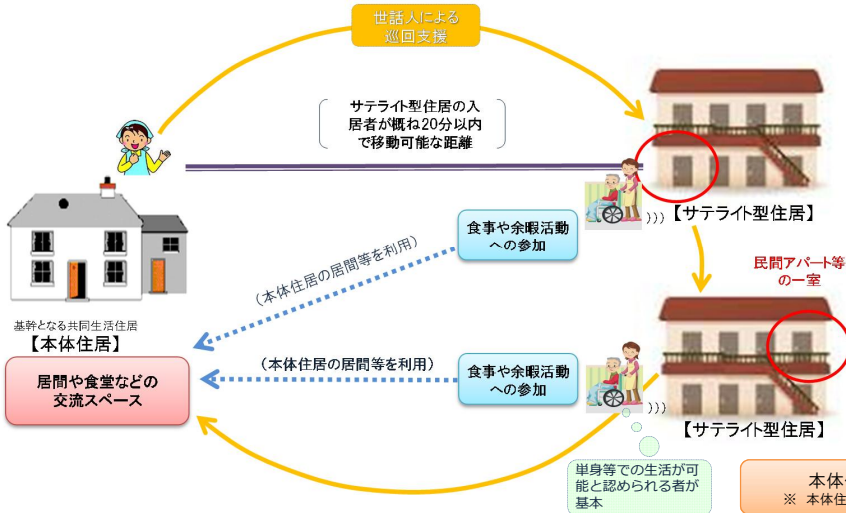 世話人による
巡回支援
サテライト型住居の入
居者が概ね20分以内
で移動可能な距離
【サテライト型住居】
食事や余暇活動
への参加
(本体住居の居間等を利用)
民間アパート等
の一室
基幹となる共同生活住居
【本体住居】
居間や食堂などの
交流スペース
(本体住居の居間等を利用)
食事や余暇活動
への参加
【サテライト型住居】
単身等での生活が可
能と認められる者が
基本
本体
※ 本体住